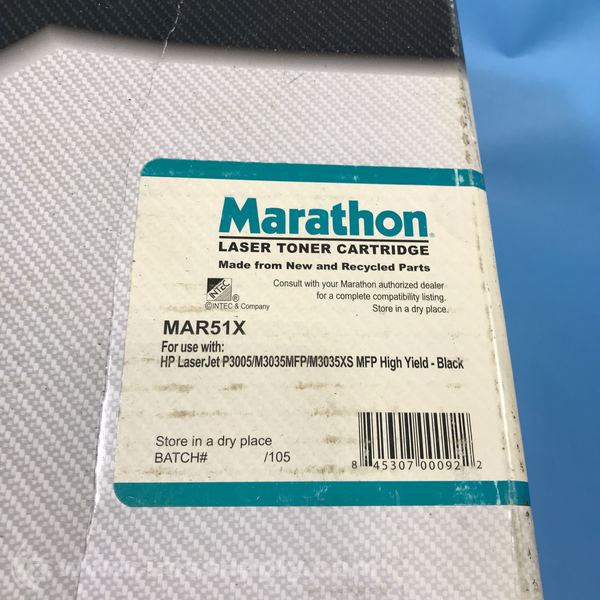 Marathon®
LASER TONER CARTRIDGE
Made from New and Recycled Parts
Consult with your Marathon authorized dealer
for a complete compatibility listing.
Store in a dry place.
INTEC®
©INTEC & Company
MAR51X
For use with:
HP LaserJet P3005/M3035MFP/M3035XS MFP High Yield - Black
Store in a dry place
BATCH# /105
8 45307 00092 2